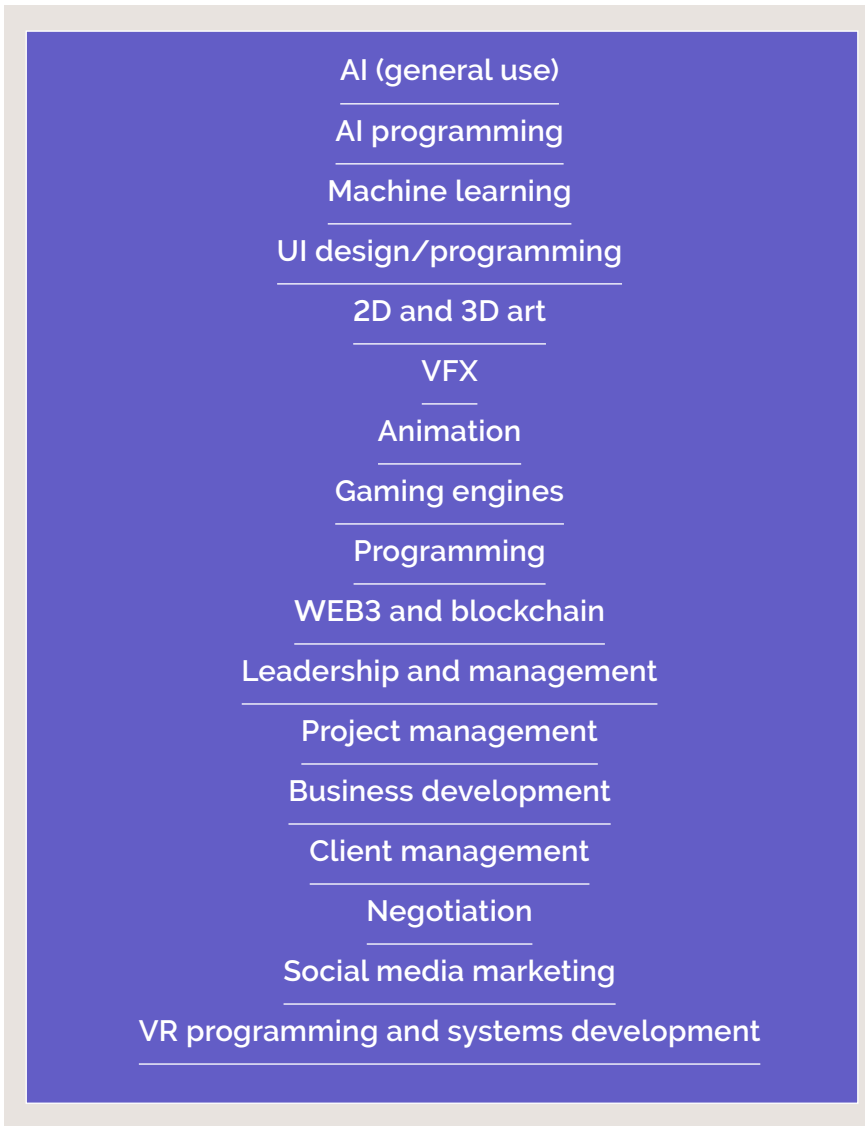 AI (general use)
AI programming
Machine learning
UI design/programming
2D and 3D art
VFX
Animation
Gaming engines
Programming
WEB3 and blockchain
Leadership and management
Project management
Business development
Client management
Negotiation
Social media marketing
VR programming and systems development